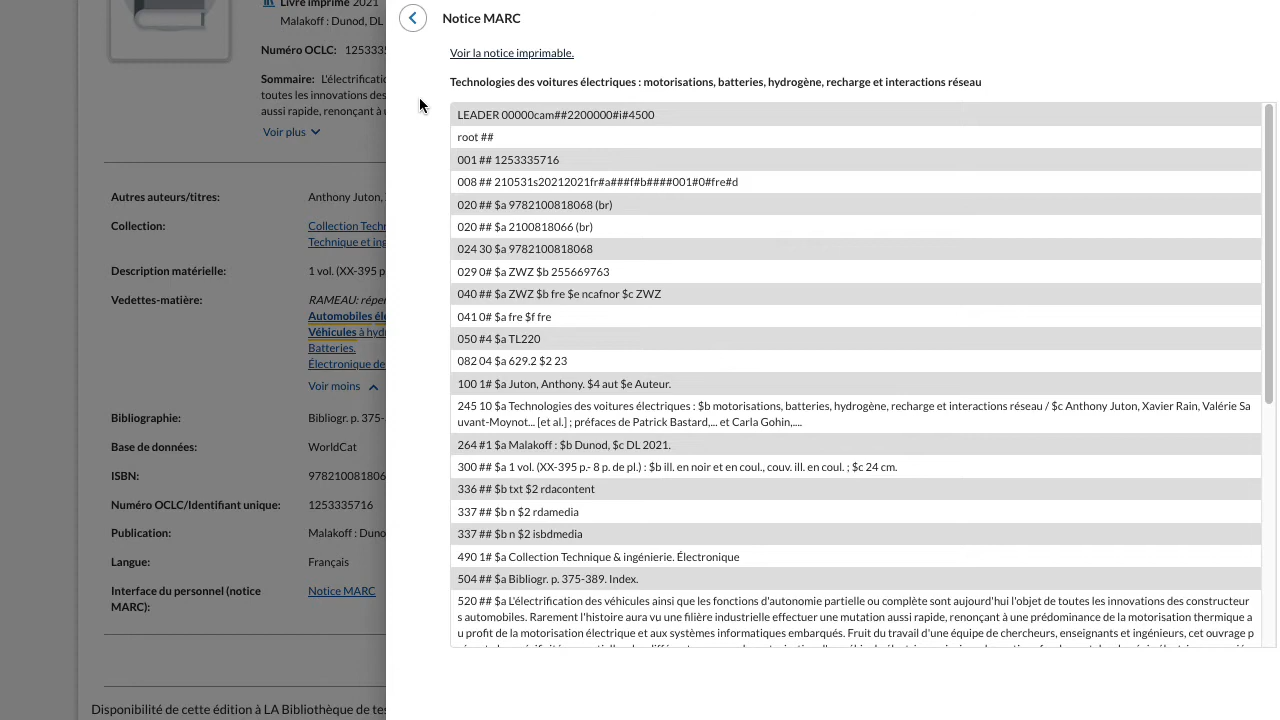 Livre imprimé 2021
Malakoff : Dunod, DL
Numéro OCLC: 1253335
Sommaire: L'électrificatio
toutes les innovations des
aussi rapide, renonçant à u
Voir plus
Autres auteurs/titres:
Anthony Juton,
Collection:
Collection Techn
Technique et ing
Description matérielle:
1 vol. (XX-395 p
Vedettes-matière:
RAMEAU: réper
Automobiles éle
Véhicules à hydr
Batteries.
Électronique de
Voir moins
Bibliographie:
Bibliogr. p. 375-
Base de données:
WorldCat
ISBN:
97821008180
Numéro OCLC/Identifiant unique:
1253335716
Publication:
Malakoff : Duno
Langue:
Français
Interface du personnel (notice
MARC):
Notice MARC
Disponibilité de cette édition à LA Bibliothèque de tes
Notice MARC
Voir la notice imprimable.
Technologies des voitures électriques : motorisations, batteries, hydrogène, recharge et interactions réseau
LEADER 00000cam##2200000#i#4500
root ##
001 ## 1253335716
008 ## 210531s20212021fr#a###f#b####001#0#fre#d
020 ## $a 9782100818068 (br)
020 ## $a 2100818066 (br)
024 30 $a 9782100818068
029 0# $a ZWZ $b 255669763
040 ## $a ZWZ $b fre $e ncafnor $c ZWZ
041 0# $a fre $f fre
050 #4 $a TL220
082 04 $a 629.2 $2 23
100 1# $a Juton, Anthony. $4 aut $e Auteur.
245 10 $a Technologies des voitures électriques : $b motorisations, batteries, hydrogène, recharge et interactions réseau / $c Anthony Juton, Xavier Rain, Valérie Sa
uvant-Moynot... [et al.] ; préfaces de Patrick Bastard,... et Carla Gohin,....
264 #1 $a Malakoff : $b Dunod, $c DL 2021.
300 ## $a 1 vol. (XX-395 p.- 8 p. de pl.) : $b ill. en noir et en coul., couv. ill. en coul. ; $c 24 cm.
336 ## $b txt $2 rdacontent
337 ## $b n $2 rdamedia
337 ## $b n $2 isbdmedia
490 1# $a Collection Technique & ingénierie. Électronique
504 ## $a Bibliogr. p. 375-389. Index.
520 ## $a L'électrification des véhicules ainsi que les fonctions d'autonomie partielle ou complète sont aujourd'hui l'objet de toutes les innovations des constructeur
s automobiles. Rarement l'histoire aura vu une filière industrielle effectuer une mutation aussi rapide, renonçant à une prédominance de la motorisation thermique a
u profit de la motorisation électrique et aux systèmes informatiques embarqués. Fruit du travail d'une équipe de chercheurs, enseignants et ingénieurs, cet ouvrage p